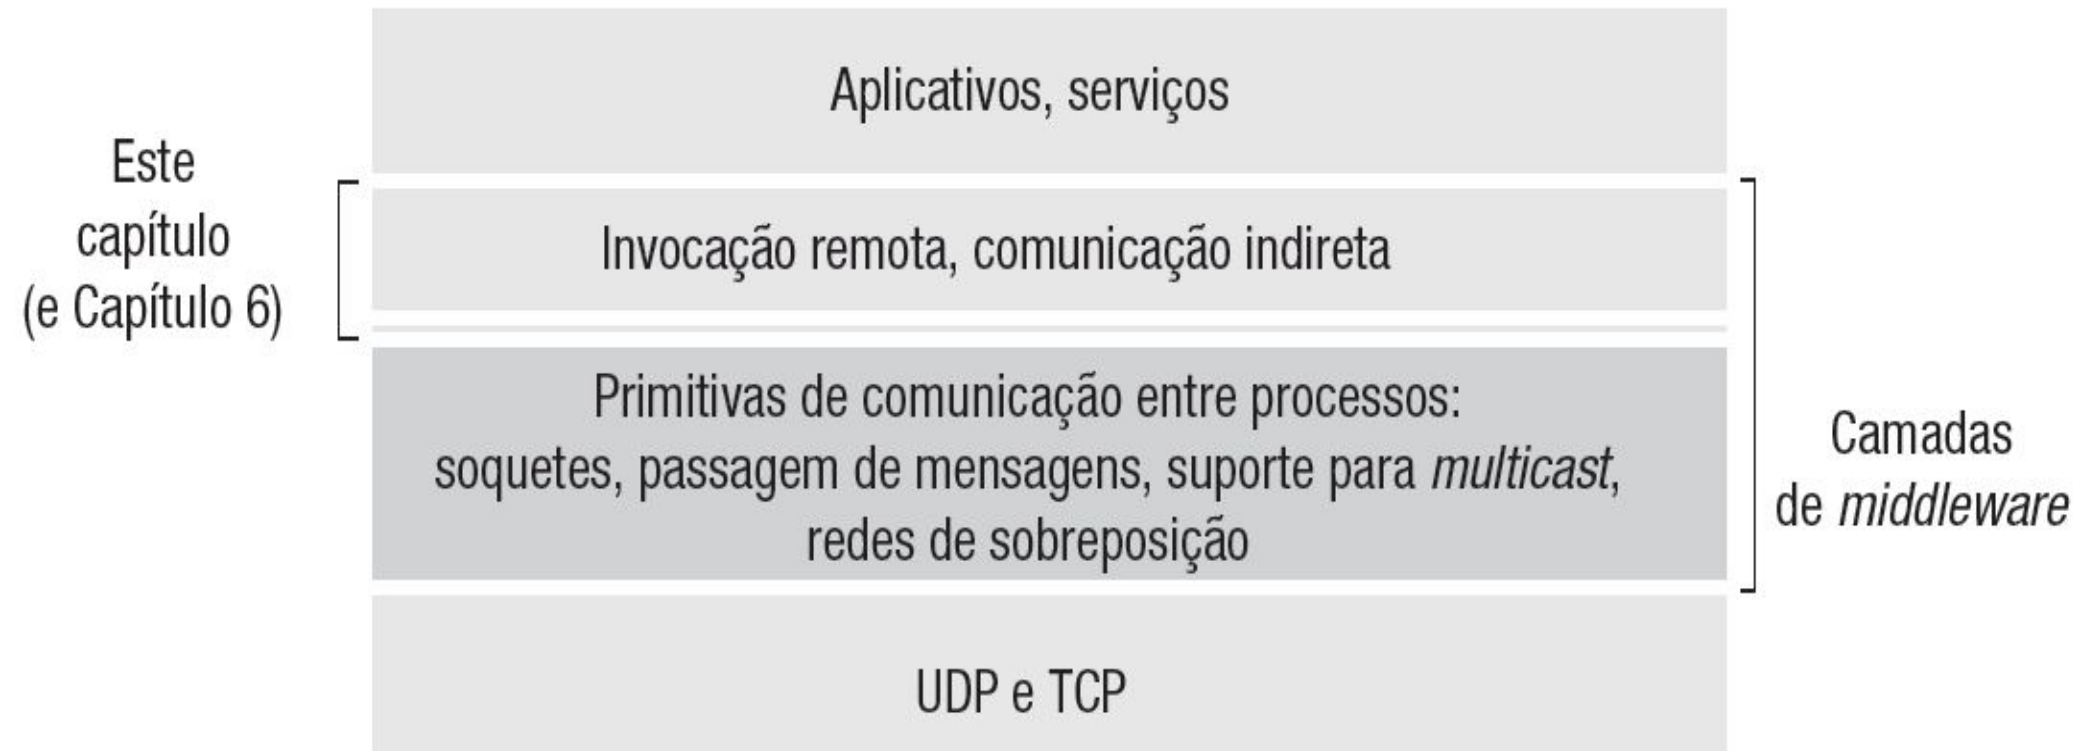 Aplicativos, serviços
Este
capítulo
(e Capítulo 6)
Invocação remota, comunicação indireta
Primitivas de comunicação entre processos:
soquetes, passagem de mensagens, suporte para multicast,
redes de sobreposição
Camadas
de middleware
UDP e TCP